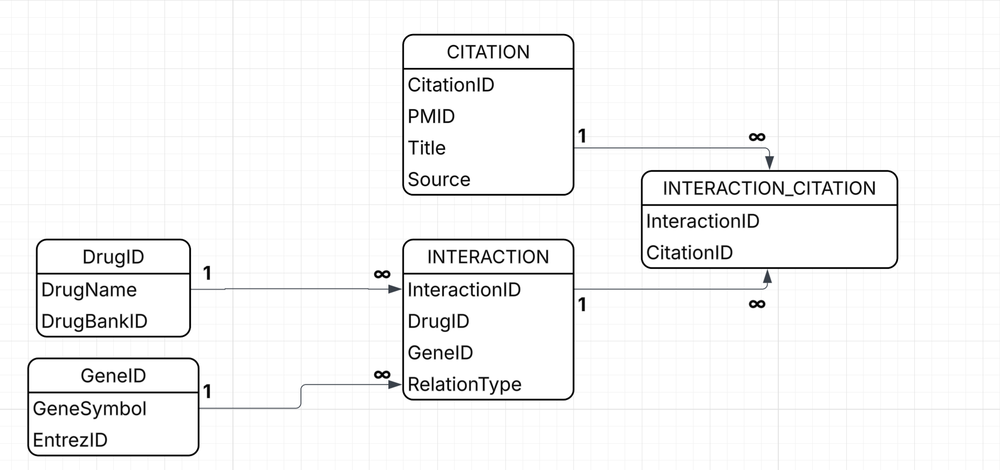 CITATION
CitationID
PMID
Title
Source
1
∞
INTERACTION_CITATION
InteractionID
CitationID
DrugID
DrugName
DrugBankID
1
∞
INTERACTION
InteractionID
DrugID
GeneID
RelationType
1
∞
GeneID
GeneSymbol
EntrezID
1
∞